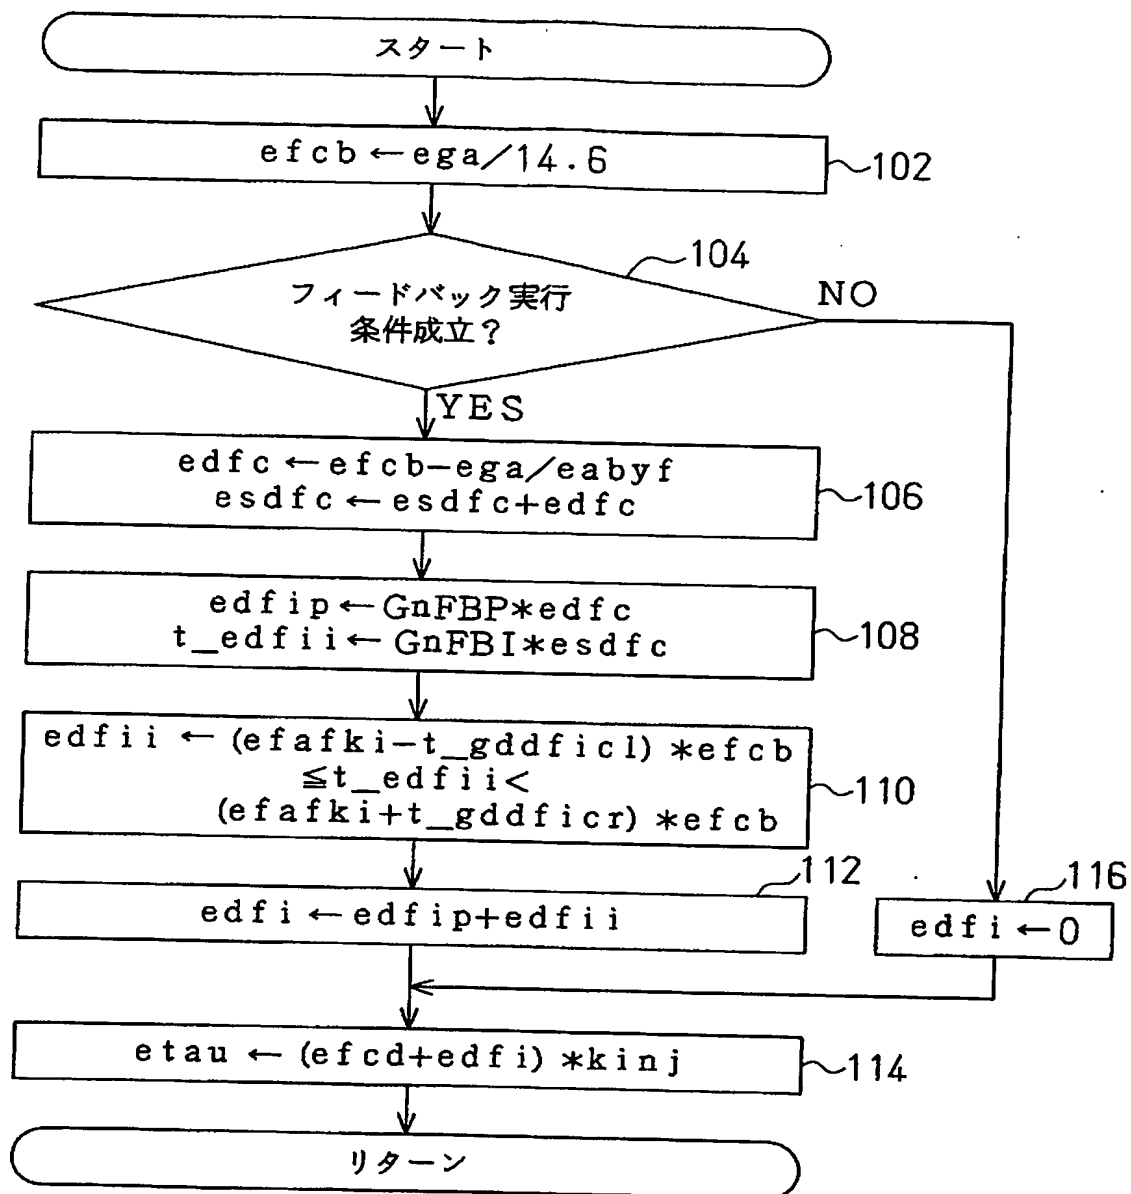 スタート
efcb←ega/14.6
102
104
フィードバック実行
条件成立?
NO
YES
edfc←efcb−ega/eabyf
esdfc←esdfc+edfc
106
edfip←GnFBP*edfc
t_edfii←GnFBI*esdfc
108
edfii ← (efafki−t_gddficl) *efcb
≦t_edfii<
(efafki+t_gddficr) *efcb
110
112
edfi←edfip+edfii
116
edfi←0
etau ← (efcd+edfi) *kinj
114
リターン